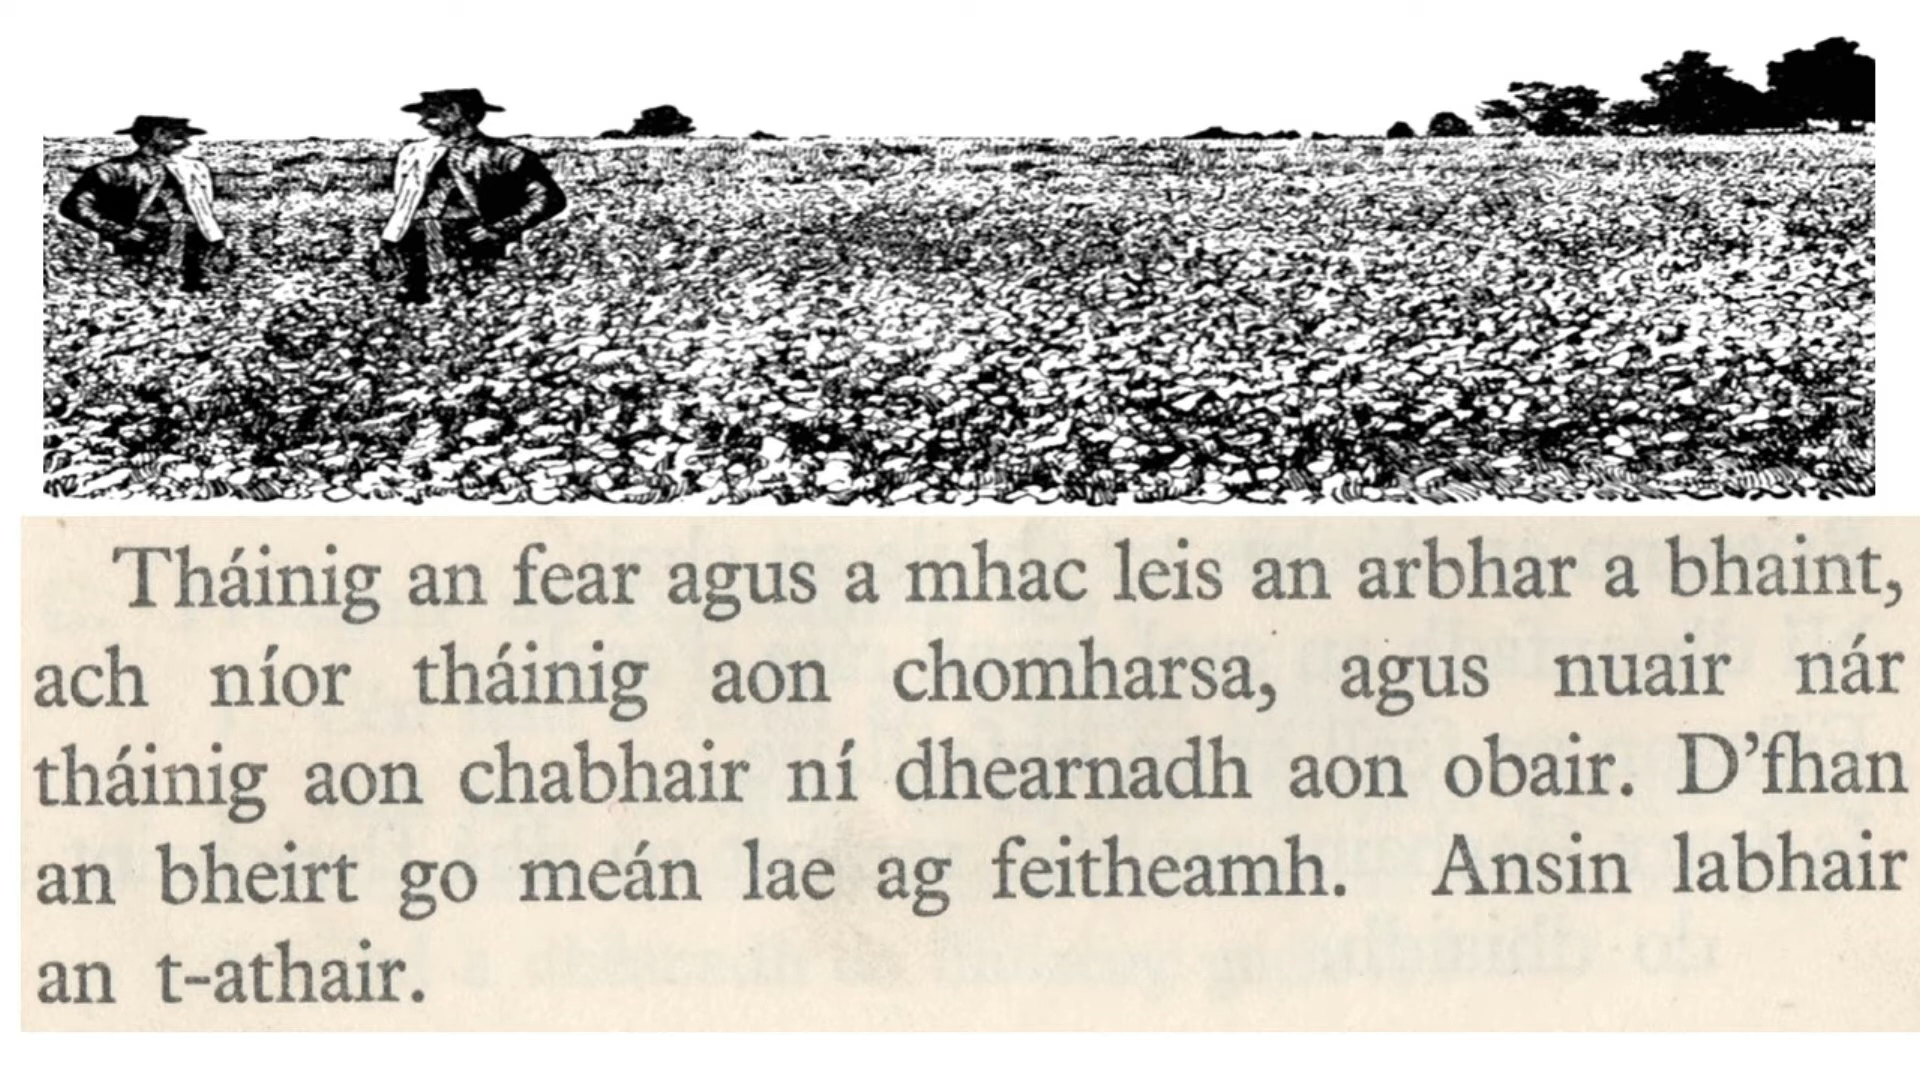 Tháinig an fear agus a mhac leis an arbhar a bhaint,
ach níor tháinig aon chomharsa, agus nuair nár
tháinig aon chabhair ní dhearnadh aon obair. D’fhan
an bheirt go meán lae ag feitheamh. Ansin labhair
an t-athair.